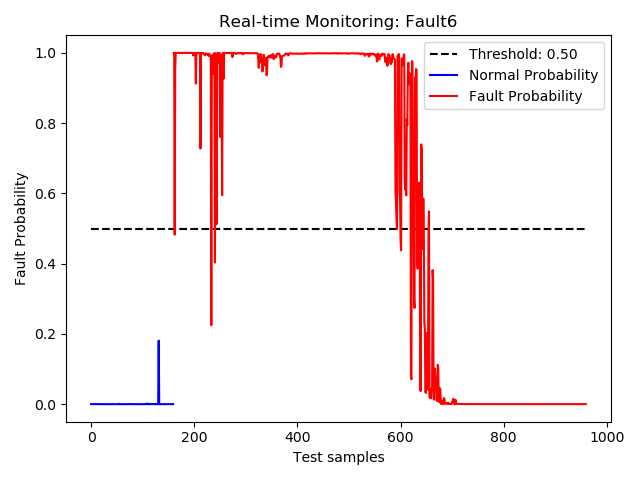 Real-time Monitoring: Fault6
Threshold: 0.50
Normal Probability
Fault Probability
1.0
0.8
0.6
0.4
0.2
0.0
Fault Probability
0
200
400
600
800
1000
Test samples